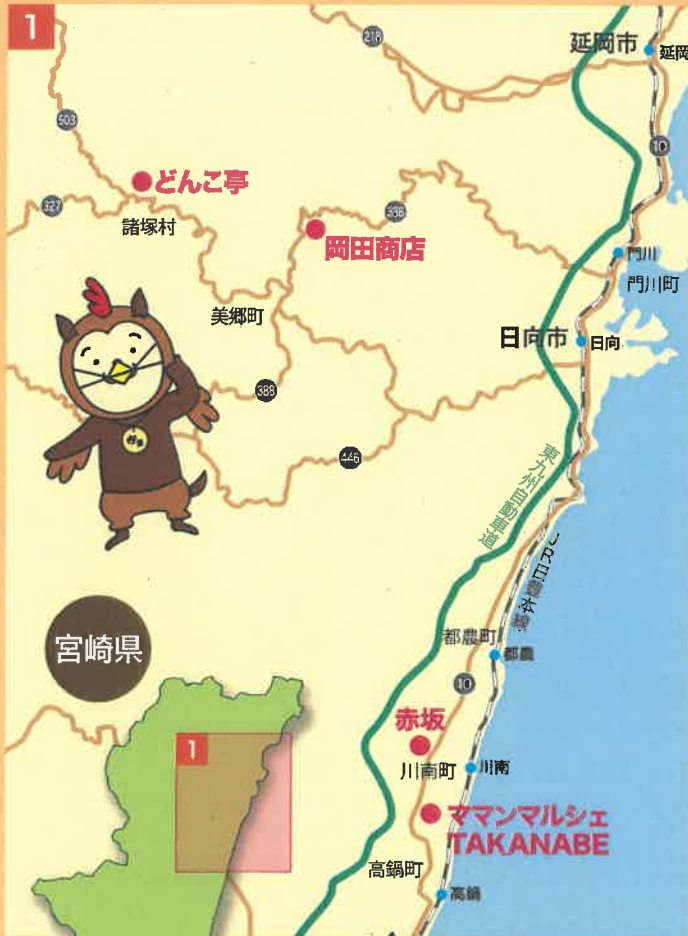 1
218
延岡市
延岡
503
10
どんこ亭
327
388
諸塚村
岡田商店
門川
門川町
美郷町
日向市
日向
388
446
東九州自動車道
JR日豊本線
宮崎県
都農町
都農
10
赤坂
1
川南町
川南
ママンマルシェ
TAKANABE
高鍋町
高鍋